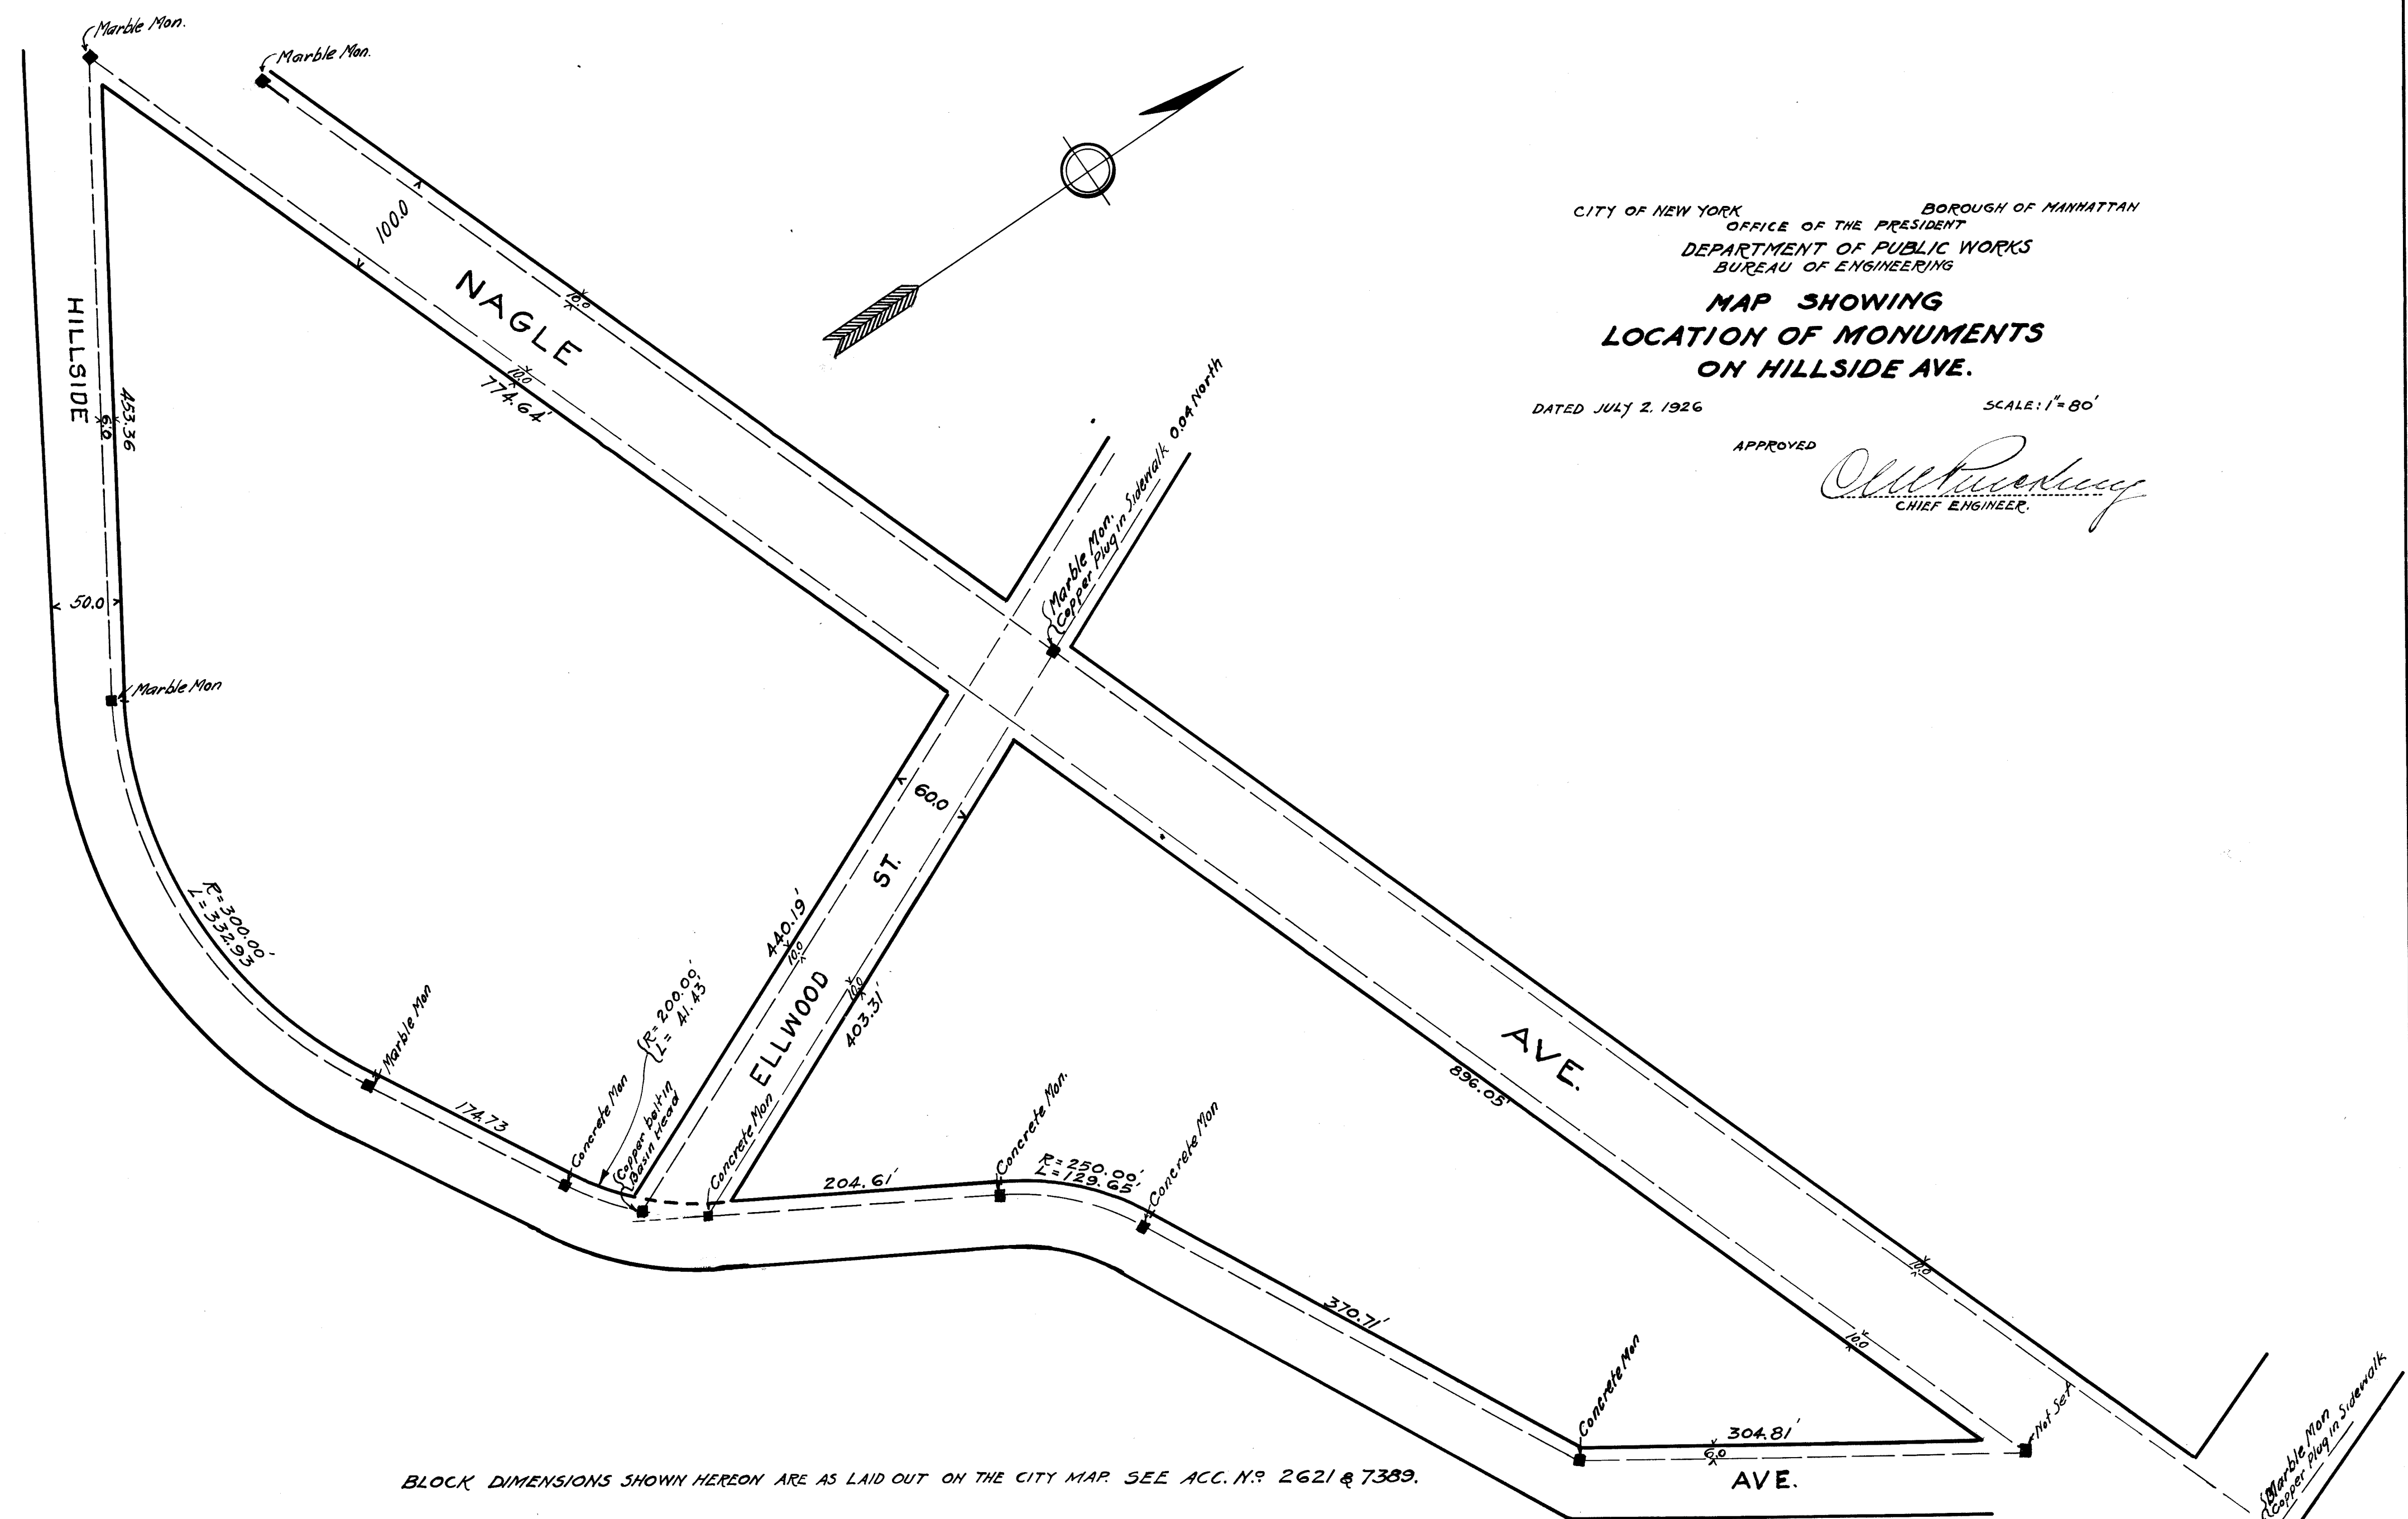 Marble Mon.
Marble Mon.
CITY OF NEW YORK BOROUGH OF MANHATTAN
OFFICE OF THE PRESIDENT
DEPARTMENT OF PUBLIC WORKS
BUREAU OF ENGINEERING
MAP SHOWING
LOCATION OF MONUMENTS
ON HILLSIDE AVE.
DATED JULY 2, 1926 SCALE: 1"=80'
APPROVED
CHIEF ENGINEER.
100.0
NAGLE
10.0
10.0
774.64'
HILLSIDE
453.36
6.0
50.0
Marble Mon
Marble Mon.
Copper Plug in Sidewalk 0.04 North
60.0
ST.
ELLWOOD
440.19'
10.0
10.0
403.31'
R=300.00'
L=332.93'
Marble Mon
174.73
R=200.00'
L= 41.43'
Concrete Mon
Copper bolt in
Basin Head
Concrete Mon
204.61'
Concrete Mon.
R=250.00'
L=129.65'
Concrete Mon
AVE.
896.05'
10.0
10.0
370.71'
Concrete Mon
304.81'
6.0
AVE.
Not Set
Marble Mon
Copper Plug in Sidewalk
BLOCK DIMENSIONS SHOWN HEREON ARE AS LAID OUT ON THE CITY MAP. SEE ACC. No. 2621 & 7389.